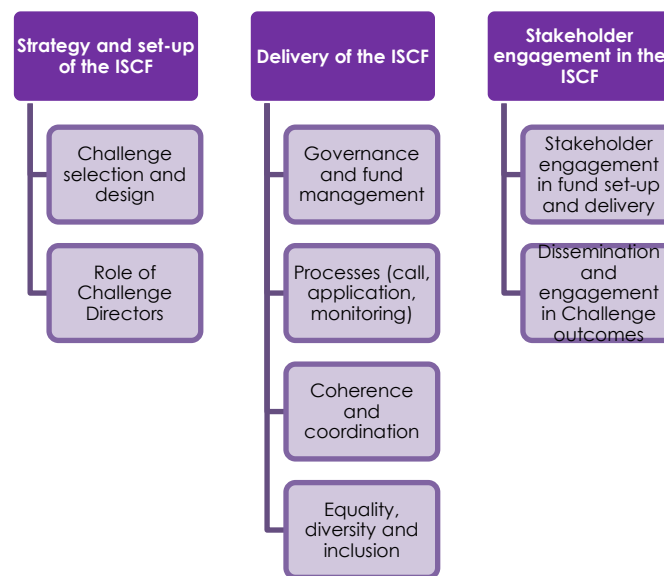 Strategy and set-up
of the ISCF
Challenge
selection and
design
Role of
Challenge
Directors
Delivery of the ISCF
Governance
and fund
management
Processes (call,
application,
monitoring)
Coherence
and
coordination
Equality,
diversity and
inclusion
Stakeholder
engagement in the
ISCF
Stakeholder
engagement
in fund set-up
and delivery
Dissemination
and
engagement
in Challenge
outcomes